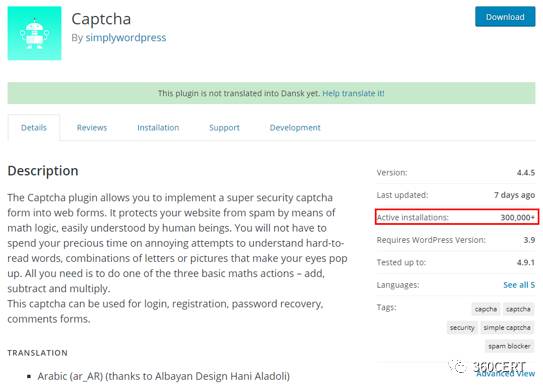 Captcha
By simplywordpress
Download
This plugin is not translated into Dansk yet. Help translate it!
Details
Reviews
Installation
Support
Development
Description
The Captcha plugin allows you to implement a super security captcha
form into web forms. It protects your website from spam by means of
math logic, easily understood by human beings. You will not have to
spend your precious time on annoying attempts to understand hard-to-
read words, combinations of letters or pictures that make your eyes pop
up. All you need is to do one of the three basic maths actions – add,
subtract and multiply.
This captcha can be used for login, registration, password recovery,
comments forms.
TRANSLATION
Arabic (ar_AR) (thanks to Albayan Design Hani Aladoli)
Version: 4.4.5
Last updated: 7 days ago
Active installations: 300,000+
Requires WordPress Version: 3.9
Tested up to: 4.9.1
Languages: See all 5
Tags: capcha captcha
security simple captcha
spam blocker
Advanced View
360CERT